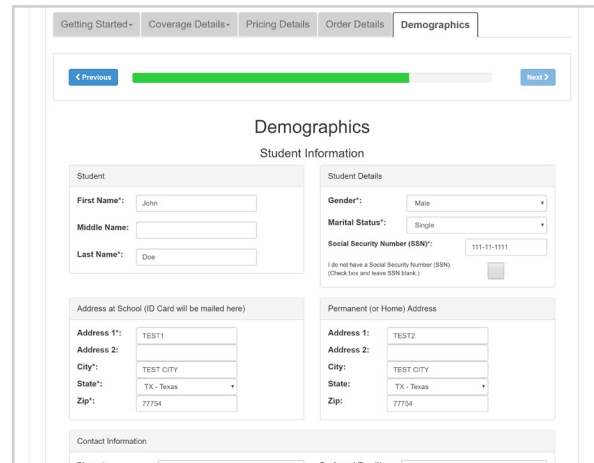 Getting Started Coverage Details Pricing Details Order Details Demographics
Previous Next
Demographics
Student Information
Student
First Name*: John
Middle Name:
Last Name*: Doe
Student Details
Gender*: Male
Marital Status*: Single
Social Security Number (SSN)*: 111-11-1111
I do not have a Social Security Number (SSN).
(Check box and leave SSN blank.)
Address at School (ID Card will be mailed here)
Address 1*: TEST1
Address 2:
City*: TEST CITY
State*: TX - Texas
Zip*: 77754
Permanent (or Home) Address
Address 1: TEST2
Address 2:
City: TEST CITY
State: TX - Texas
Zip: 77754
Contact Information